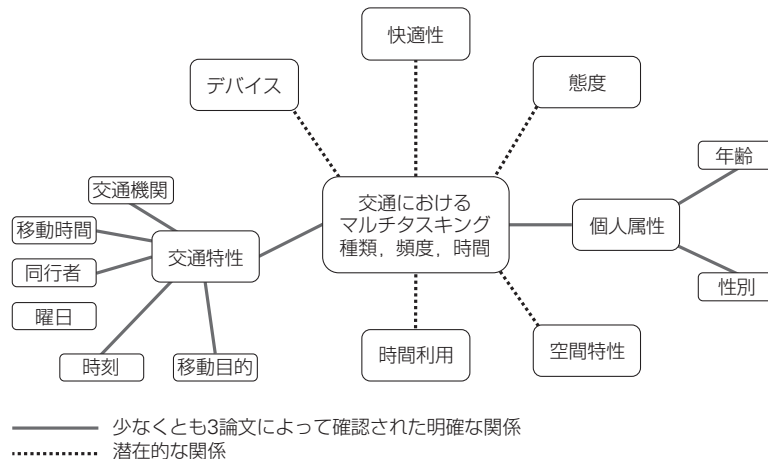 快適性
デバイス
態度
年齢
交通機関
交通における
マルチタスキング
種類，頻度，時間
移動時間
個人属性
交通特性
同行者
性別
曜日
時刻
移動目的
時間利用
空間特性
少なくとも3論文によって確認された明確な関係
潜在的な関係